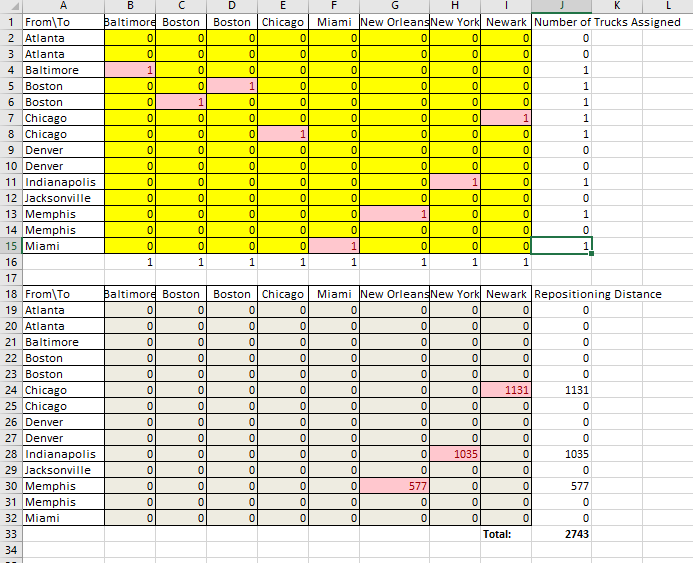 A B C D E F G H I J K L
1 From\To Baltimore Boston Boston Chicago Miami New Orleans New York Newark Number of Trucks Assigned
2 Atlanta 0 0 0 0 0 0 0 0 0
3 Atlanta 0 0 0 0 0 0 0 0 0
4 Baltimore 1 0 0 0 0 0 0 0 1
5 Boston 0 0 1 0 0 0 0 0 1
6 Boston 0 1 0 0 0 0 0 0 1
7 Chicago 0 0 0 0 0 0 0 1 1
8 Chicago 0 0 0 1 0 0 0 0 1
9 Denver 0 0 0 0 0 0 0 0 0
10 Denver 0 0 0 0 0 0 0 0 0
11 Indianapolis 0 0 0 0 0 0 1 0 1
12 Jacksonville 0 0 0 0 0 0 0 0 0
13 Memphis 0 0 0 0 0 1 0 0 1
14 Memphis 0 0 0 0 0 0 0 0 0
15 Miami 0 0 0 0 1 0 0 0 1
16 1 1 1 1 1 1 1 1
17
18 From\To Baltimore Boston Boston Chicago Miami New Orleans New York Newark Repositioning Distance
19 Atlanta 0 0 0 0 0 0 0 0 0
20 Atlanta 0 0 0 0 0 0 0 0 0
21 Baltimore 0 0 0 0 0 0 0 0 0
22 Boston 0 0 0 0 0 0 0 0 0
23 Boston 0 0 0 0 0 0 0 0 0
24 Chicago 0 0 0 0 0 0 0 1131 1131
25 Chicago 0 0 0 0 0 0 0 0 0
26 Denver 0 0 0 0 0 0 0 0 0
27 Denver 0 0 0 0 0 0 0 0 0
28 Indianapolis 0 0 0 0 0 0 1035 0 1035
29 Jacksonville 0 0 0 0 0 0 0 0 0
30 Memphis 0 0 0 0 0 577 0 0 577
31 Memphis 0 0 0 0 0 0 0 0 0
32 Miami 0 0 0 0 0 0 0 0 0
33 Total: 2743
34